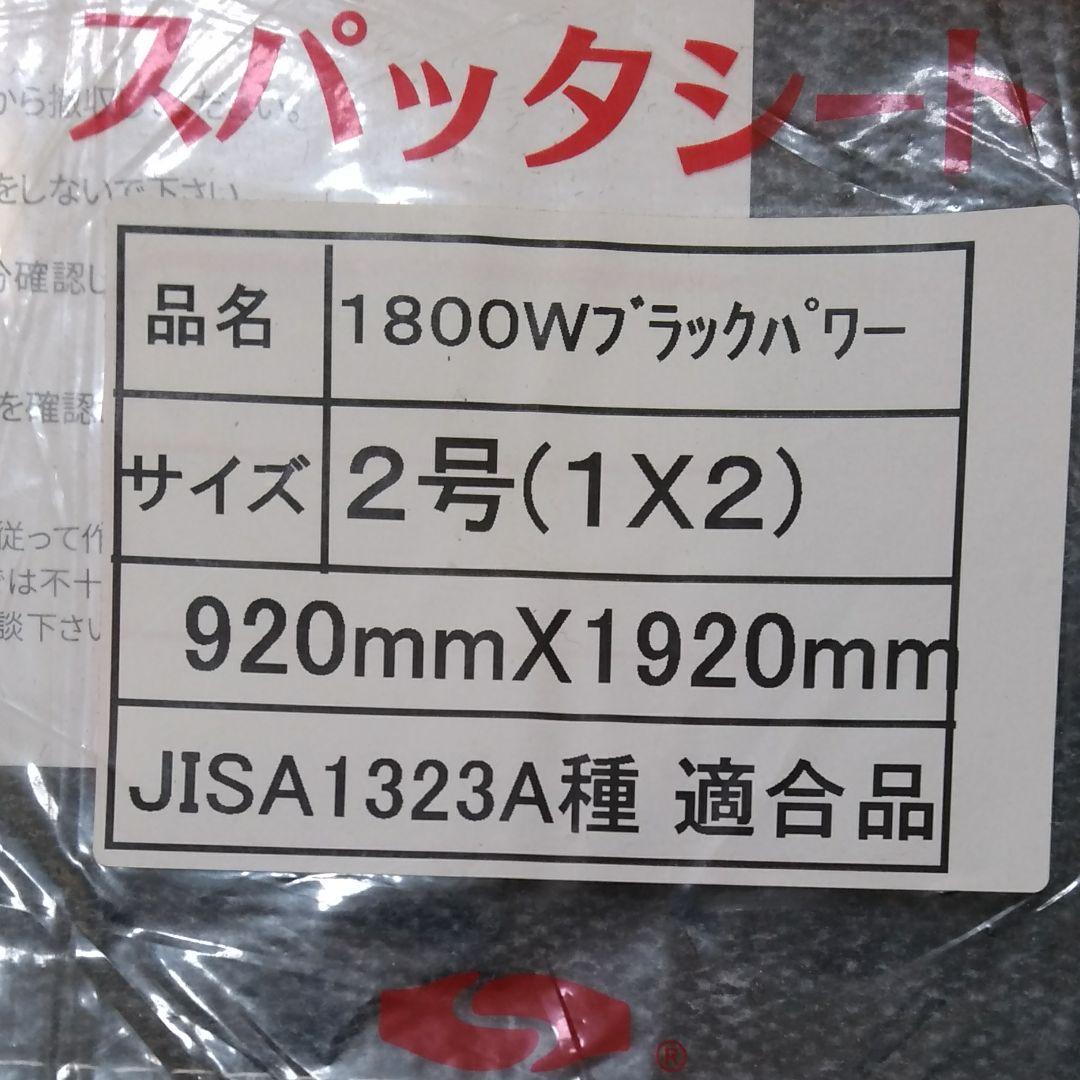 スパッタシート
から撤収
をしないで下さい
分確認し
を確認
従って作
では不十
談下さい
品名 1800Wﾌﾞラックパワー
サイズ 2号(1X2)
920mmX1920mm
JISA1323A種 適合品
®